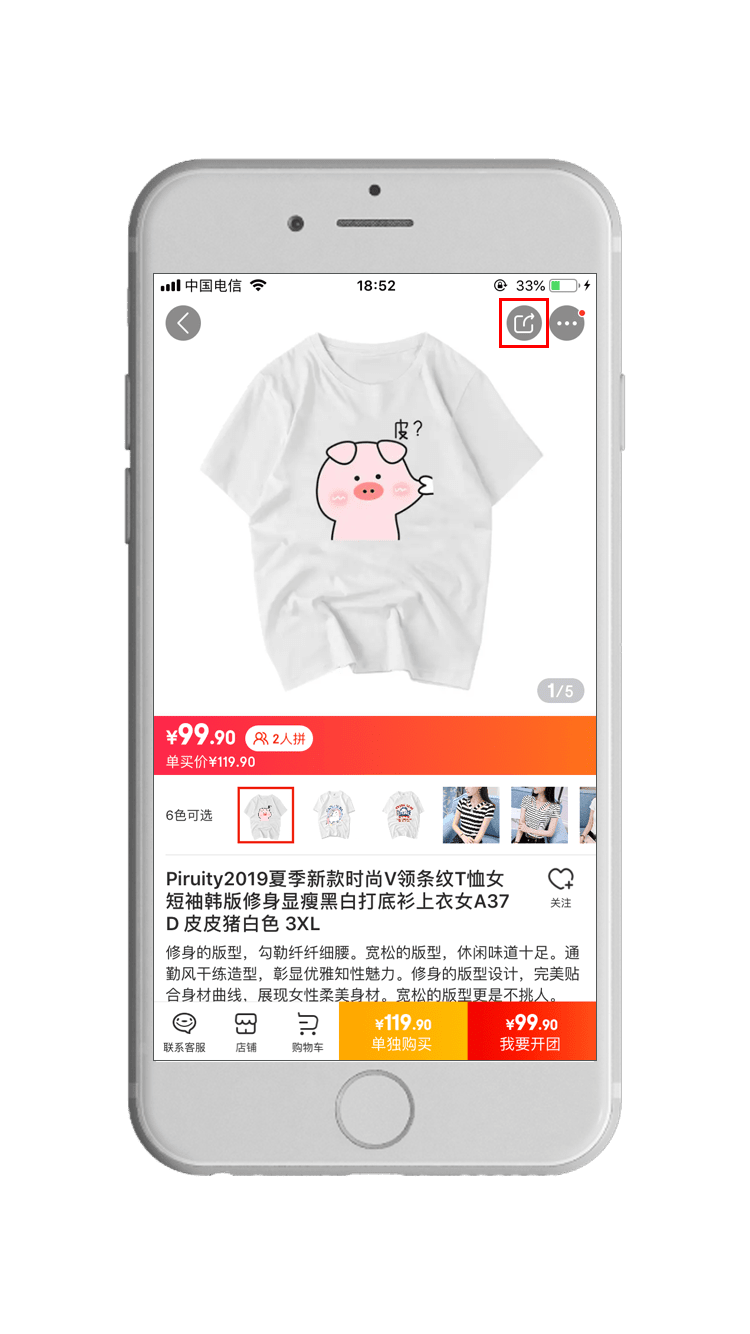 中国电信
18:52
33%
皮?
1/5
¥99.90
2人拼
单买价¥119.90
6色可选
Piruity2019夏季新款时尚V领条纹T恤女
短袖韩版修身显瘦黑白打底衫上衣女A37
D 皮皮猪白色 3XL
关注
修身的版型，勾勒纤纤细腰。宽松的版型，休闲味道十足。通
勤风干练造型，彰显优雅知性魅力。修身的版型设计，完美贴
合身材曲线，展现女性柔美身材。宽松的版型更是不挑人。
联系客服
店铺
购物车
¥119.90
单独购买
¥99.90
我要开团